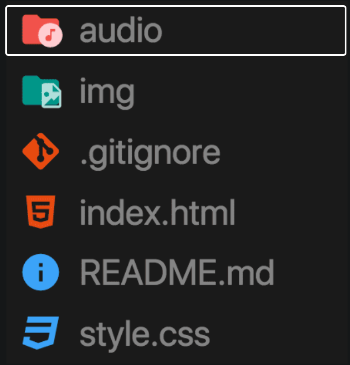 audio
img
.gitignore
index.html
README.md
style.css